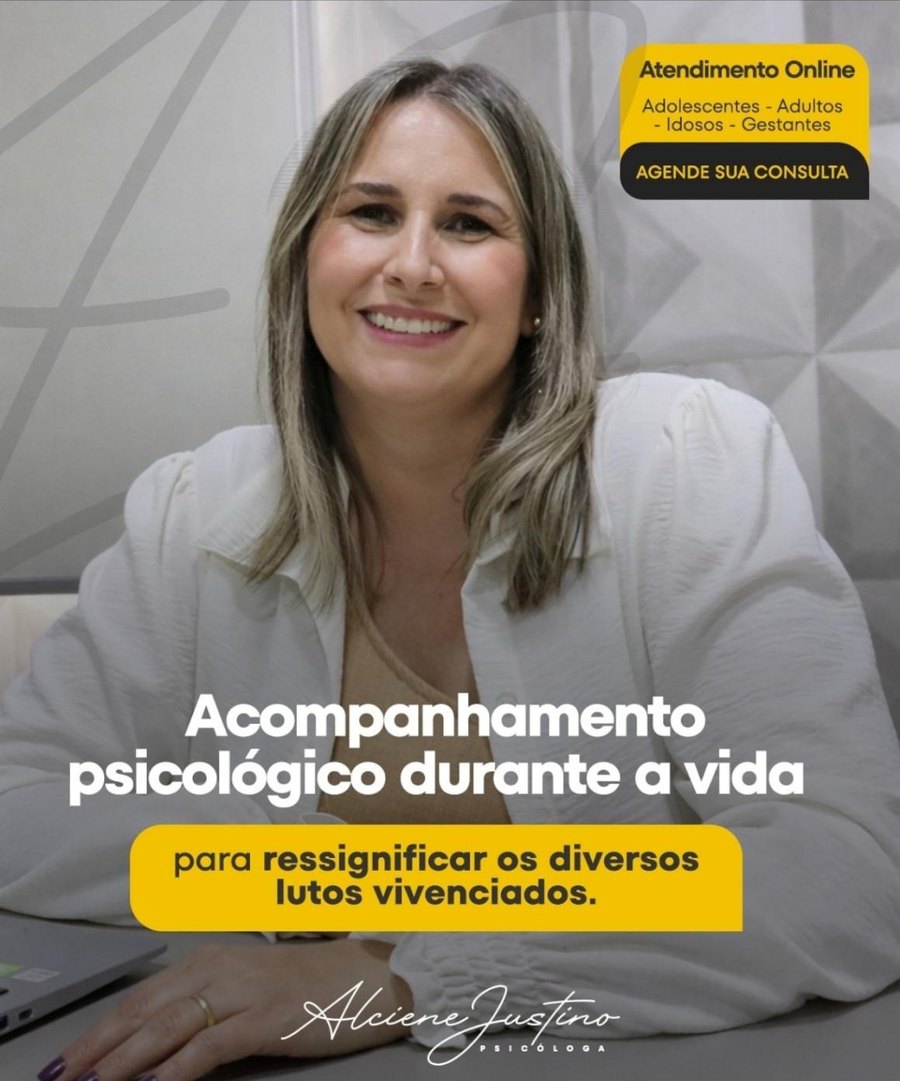 Atendimento Online
Adolescentes - Adultos
- Idosos - Gestantes
AGENDE SUA CONSULTA
Acompanhamento
psicológico durante a vida
para ressignificar os diversos
lutos vivenciados.
Alciene Justino
PSICÓLOGA